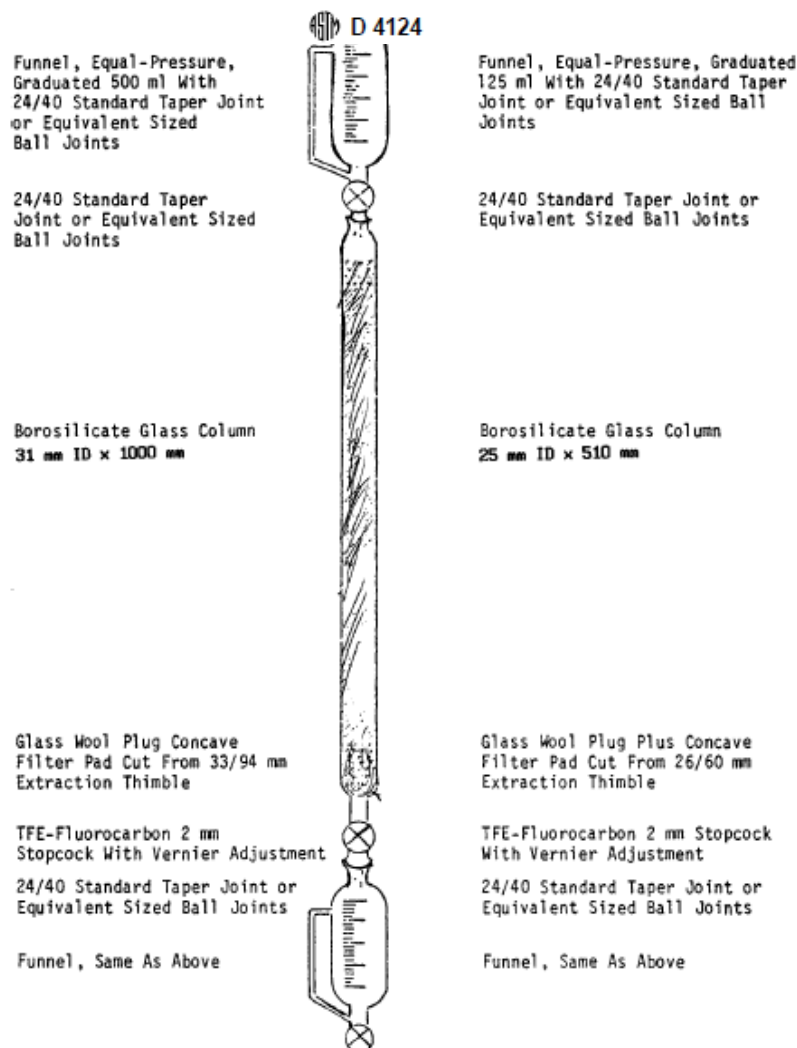 ASTM D 4124
Funnel, Equal-Pressure,
Graduated 500 ml With
24/40 Standard Taper Joint
or Equivalent Sized
Ball Joints
24/40 Standard Taper
Joint or Equivalent Sized
Ball Joints
Borosilicate Glass Column
31 mm ID x 1000 mm
Glass Wool Plug Concave
Filter Pad Cut From 33/94 mm
Extraction Thimble
TFE-Fluorocarbon 2 mm
Stopcock With Vernier Adjustment
24/40 Standard Taper Joint or
Equivalent Sized Ball Joints
Funnel, Same As Above
Funnel, Equal-Pressure, Graduated
125 ml With 24/40 Standard Taper
Joint or Equivalent Sized Ball
Joints
24/40 Standard Taper Joint or
Equivalent Sized Ball Joints
Borosilicate Glass Column
25 mm ID x 510 mm
Glass Wool Plug Plus Concave
Filter Pad Cut From 26/60 mm
Extraction Thimble
TFE-Fluorocarbon 2 mm Stopcock
With Vernier Adjustment
24/40 Standard Taper Joint or
Equivalent Sized Ball Joints
Funnel, Same As Above